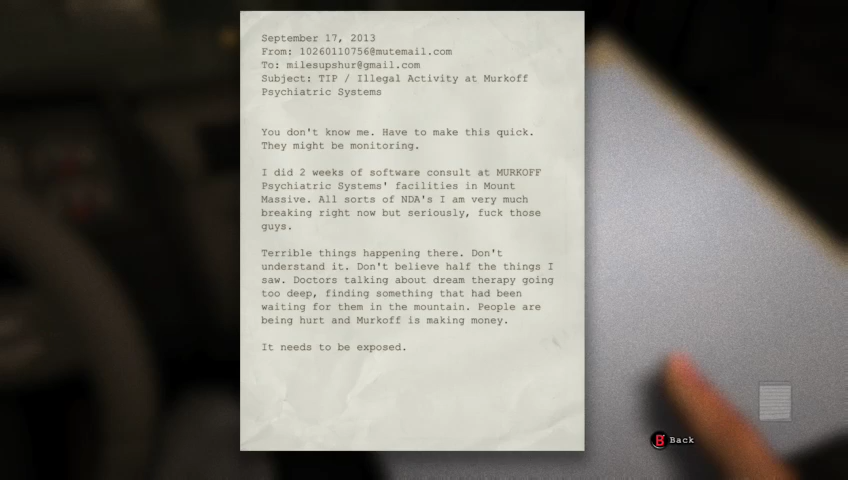 September 17, 2013
From: 10260110756@mutemail.com
To: milesupshur@gmail.com
Subject: TIP / Illegal Activity at Murkoff
Psychiatric Systems
You don't know me. Have to make this quick.
They might be monitoring.
I did 2 weeks of software consult at MURKOFF
Psychiatric Systems' facilities in Mount
Massive. All sorts of NDA's I am very much
breaking right now but seriously, fuck those
guys.
Terrible things happening there. Don't
understand it. Don't believe half the things I
saw. Doctors talking about dream therapy going
too deep, finding something that had been
waiting for them in the mountain. People are
being hurt and Murkoff is making money.
It needs to be exposed.
B Back